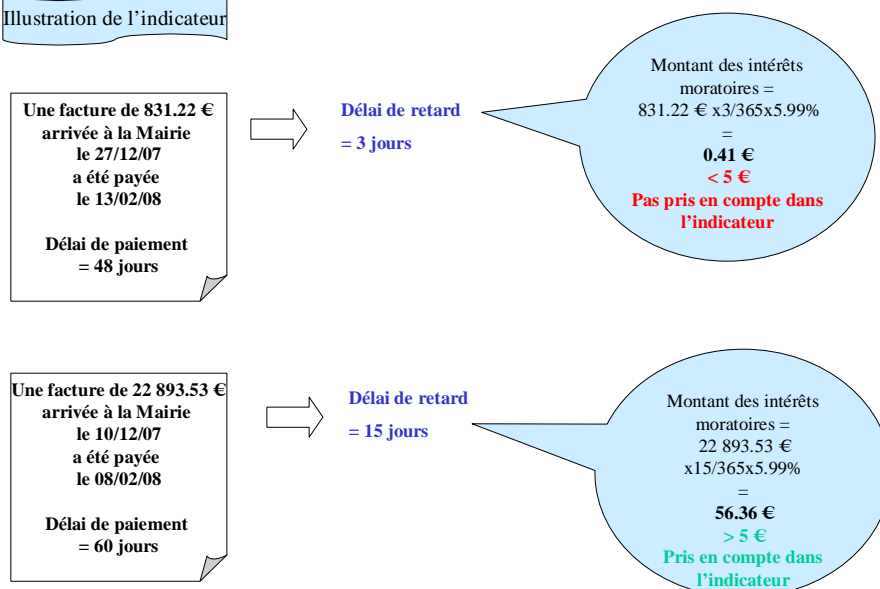 Illustration de l'indicateur
Une facture de 831.22 €
arrivée à la Mairie
le 27/12/07
a été payée
le 13/02/08
Délai de paiement
= 48 jours
Délai de retard
= 3 jours
Montant des intérêts
moratoires =
831.22 € x3/365x5.99%
=
0.41 €
< 5 €
Pas pris en compte dans
l'indicateur
Une facture de 22 893.53 €
arrivée à la Mairie
le 10/12/07
a été payée
le 08/02/08
Délai de paiement
= 60 jours
Délai de retard
= 15 jours
Montant des intérêts
moratoires =
22 893.53 €
x15/365x5.99%
=
56.36 €
> 5 €
Pris en compte dans
l'indicateur